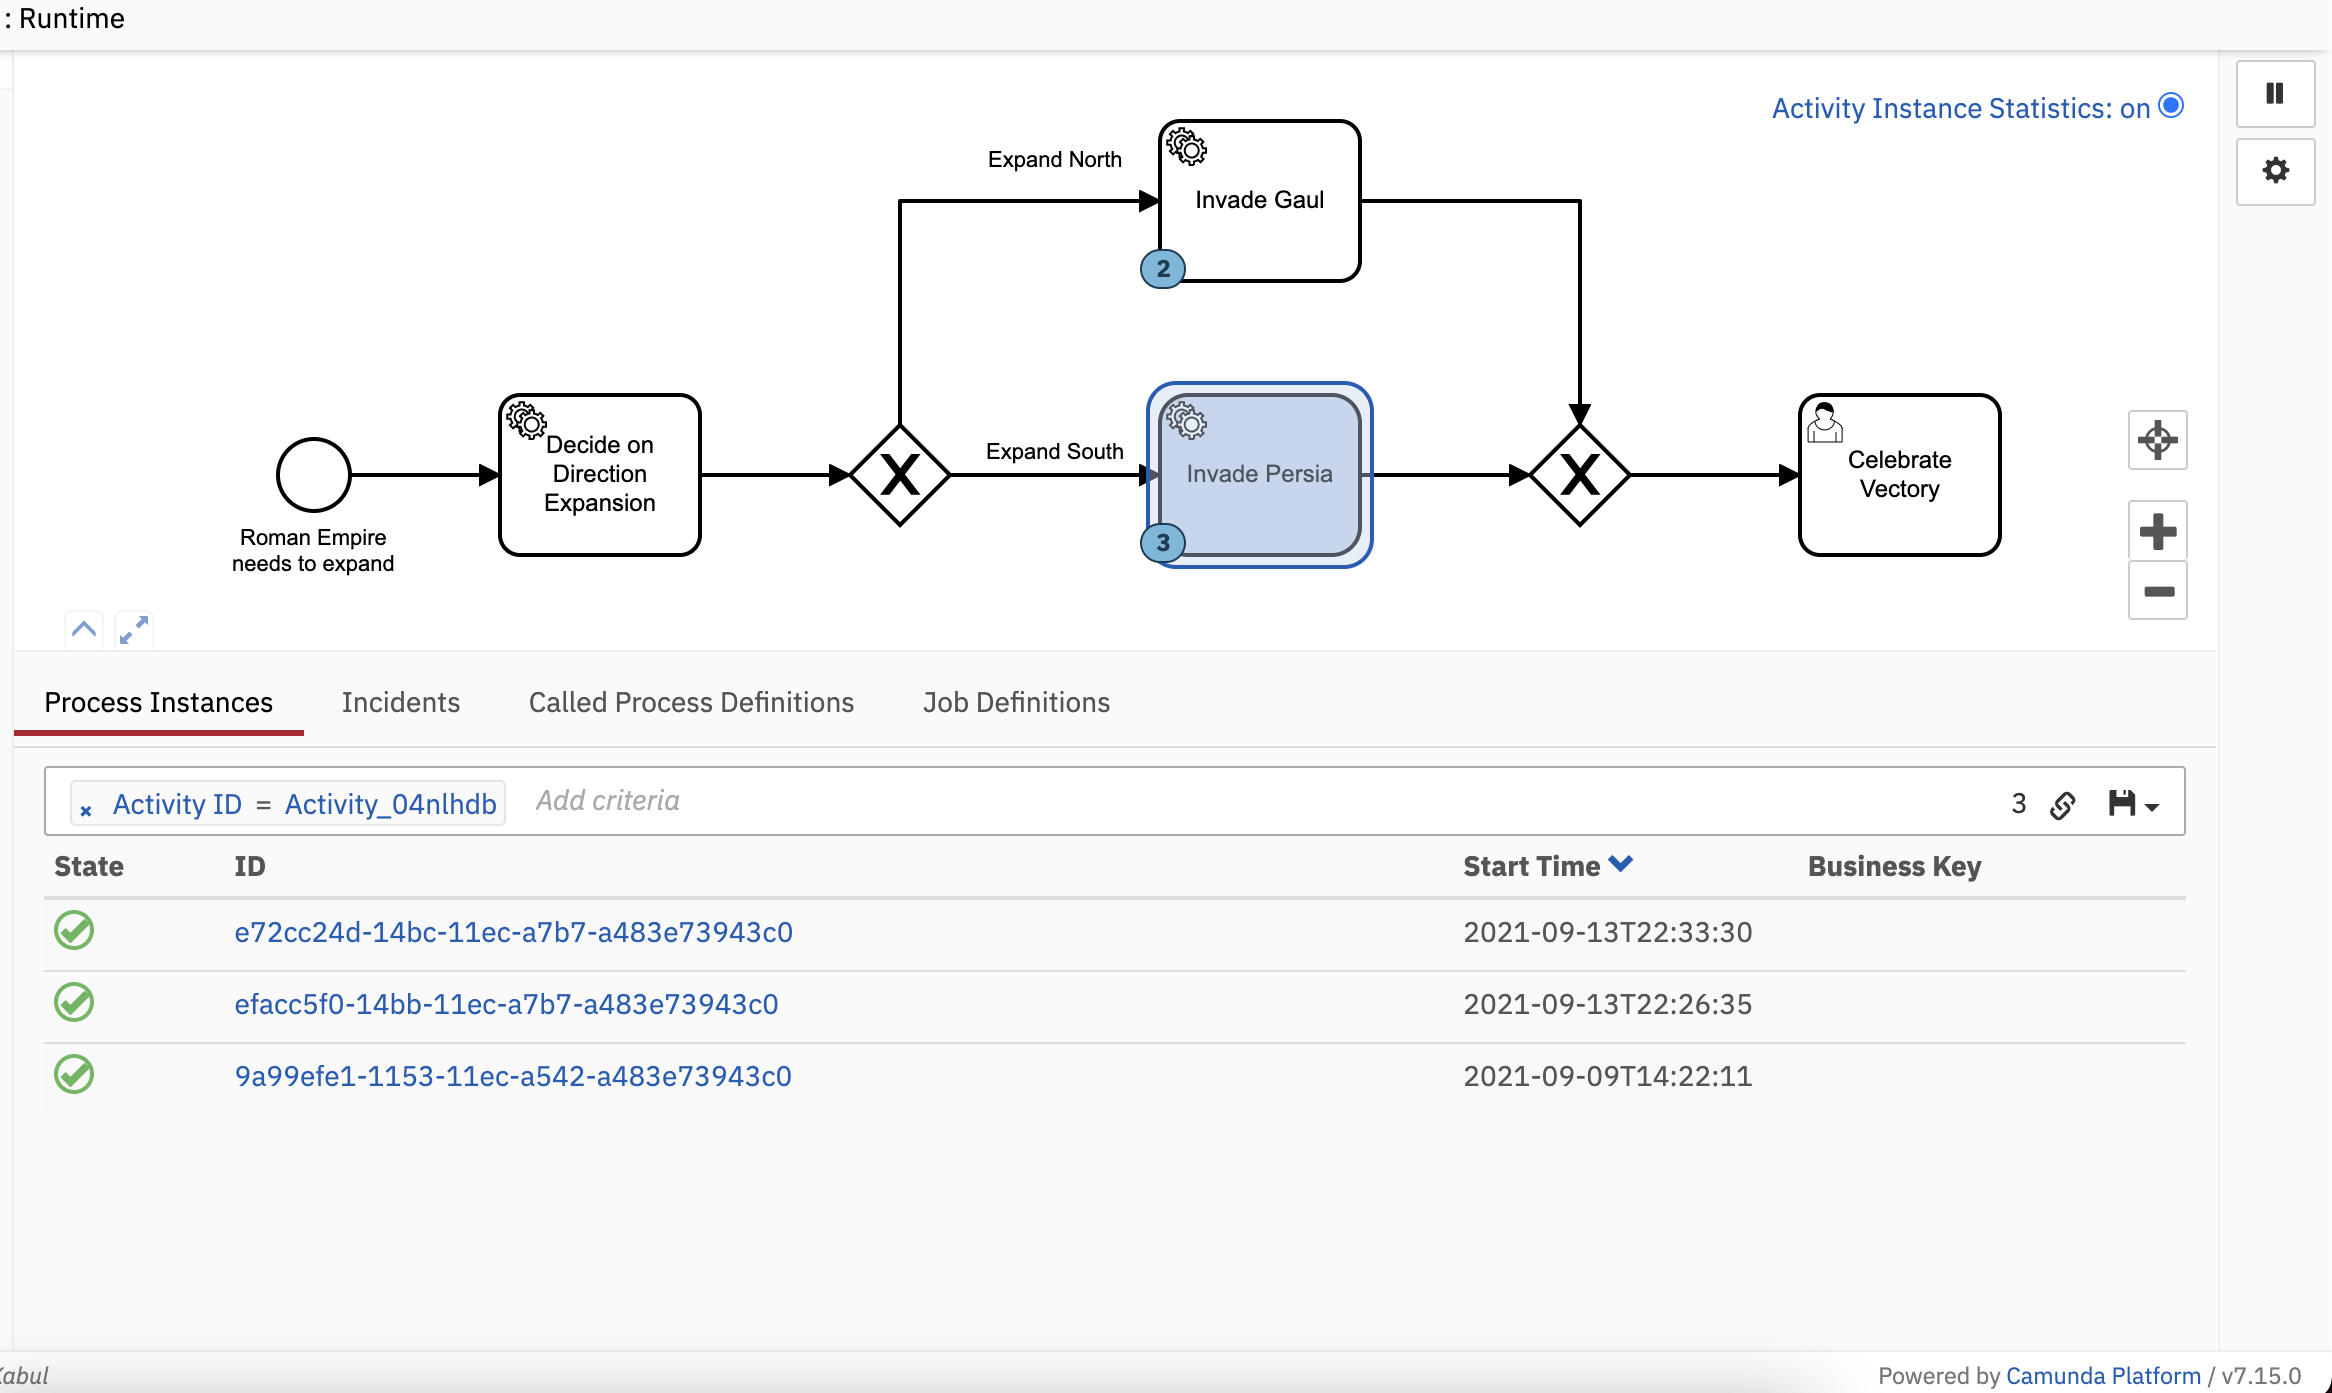 : Runtime
Activity Instance Statistics: on
Expand North
Invade Gaul
2
Decide on
Direction
Expansion
Expand South
Invade Persia
3
Celebrate
Vectory
Roman Empire
needs to expand
Process Instances
Incidents
Called Process Definitions
Job Definitions
× Activity ID = Activity_04nlhdb
Add criteria
3
State ID Start Time Business Key
e72cc24d-14bc-11ec-a7b7-a483e73943c0 2021-09-13T22:33:30
efacc5f0-14bb-11ec-a7b7-a483e73943c0 2021-09-13T22:26:35
9a99efe1-1153-11ec-a542-a483e73943c0 2021-09-09T14:22:11
Powered by Camunda Platform / v7.15.0